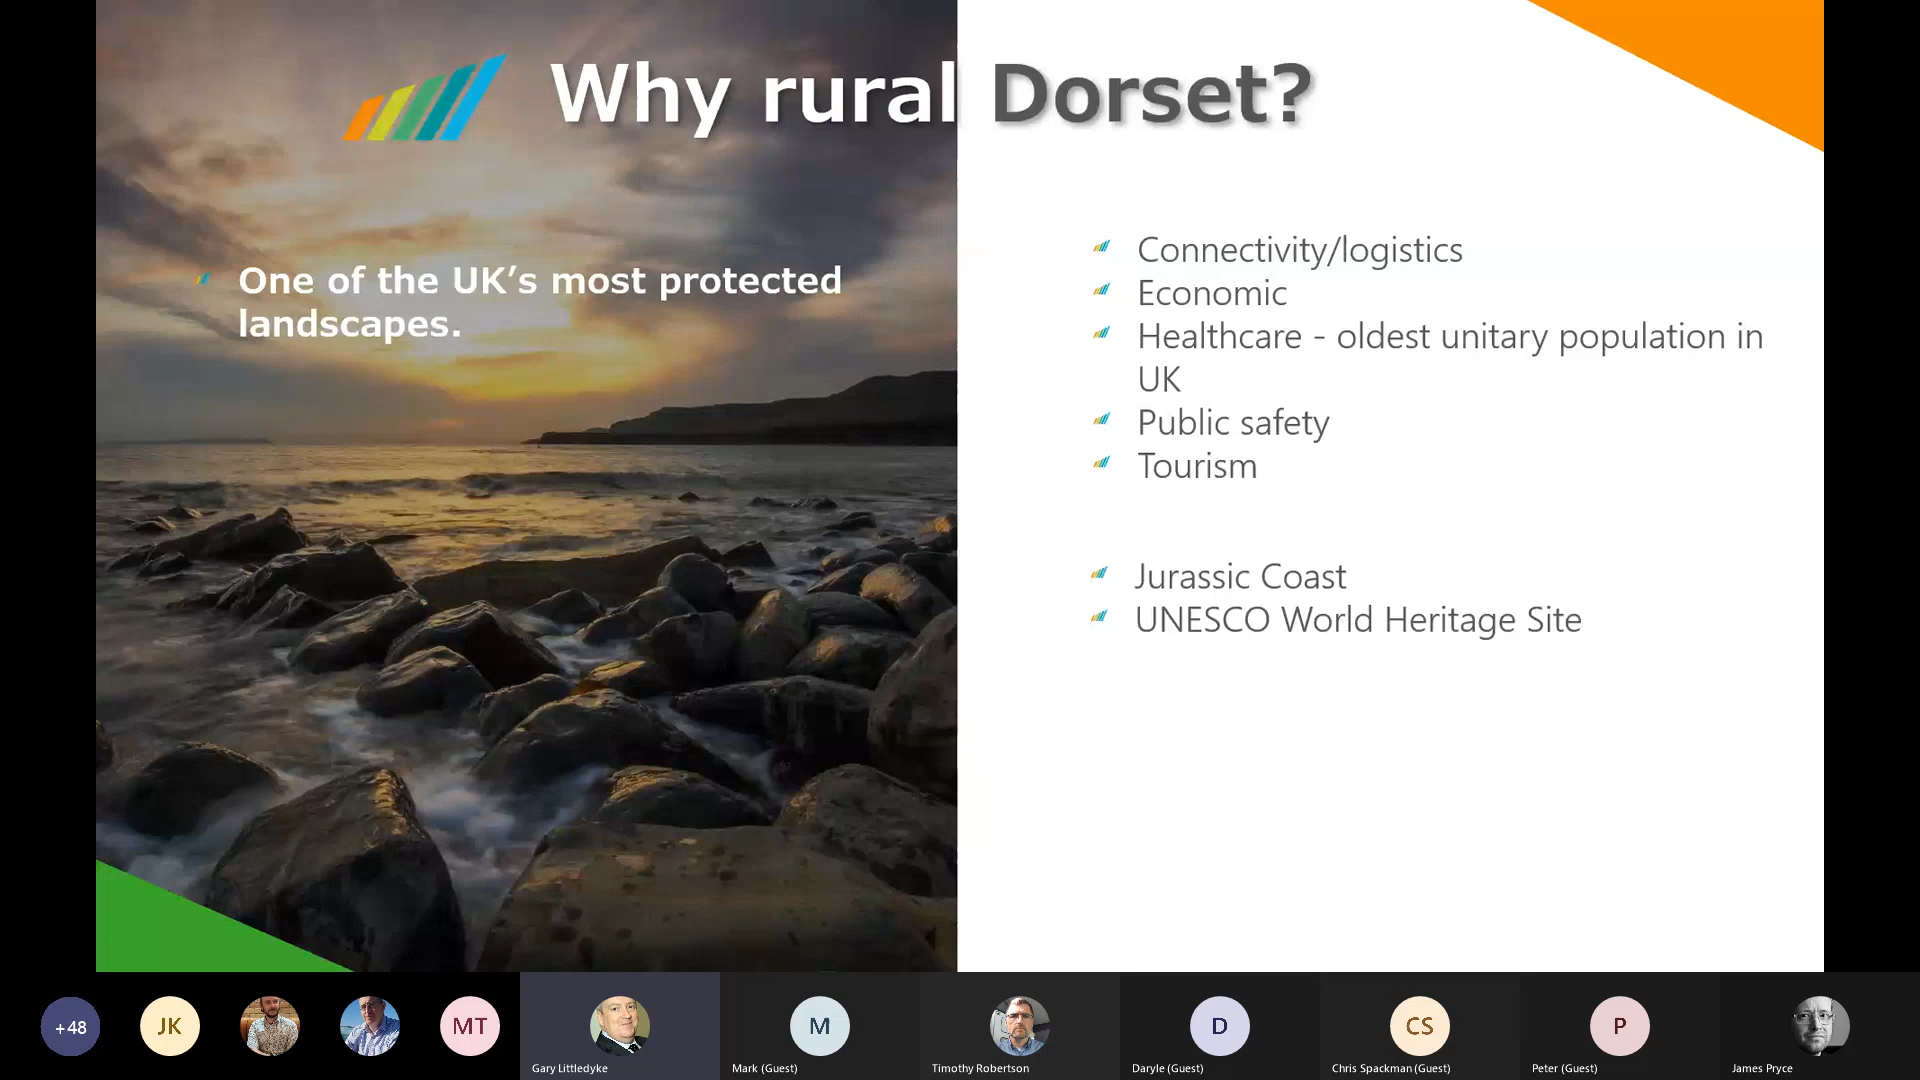 Why rural Dorset?
One of the UK’s most protected
landscapes.
Connectivity/logistics
Economic
Healthcare - oldest unitary population in
UK
Public safety
Tourism
Jurassic Coast
UNESCO World Heritage Site
+48
JK
MT
Gary Littledyke
M
Mark (Guest)
Timothy Robertson
D
Daryle (Guest)
CS
Chris Spackman (Guest)
P
Peter (Guest)
James Pryce